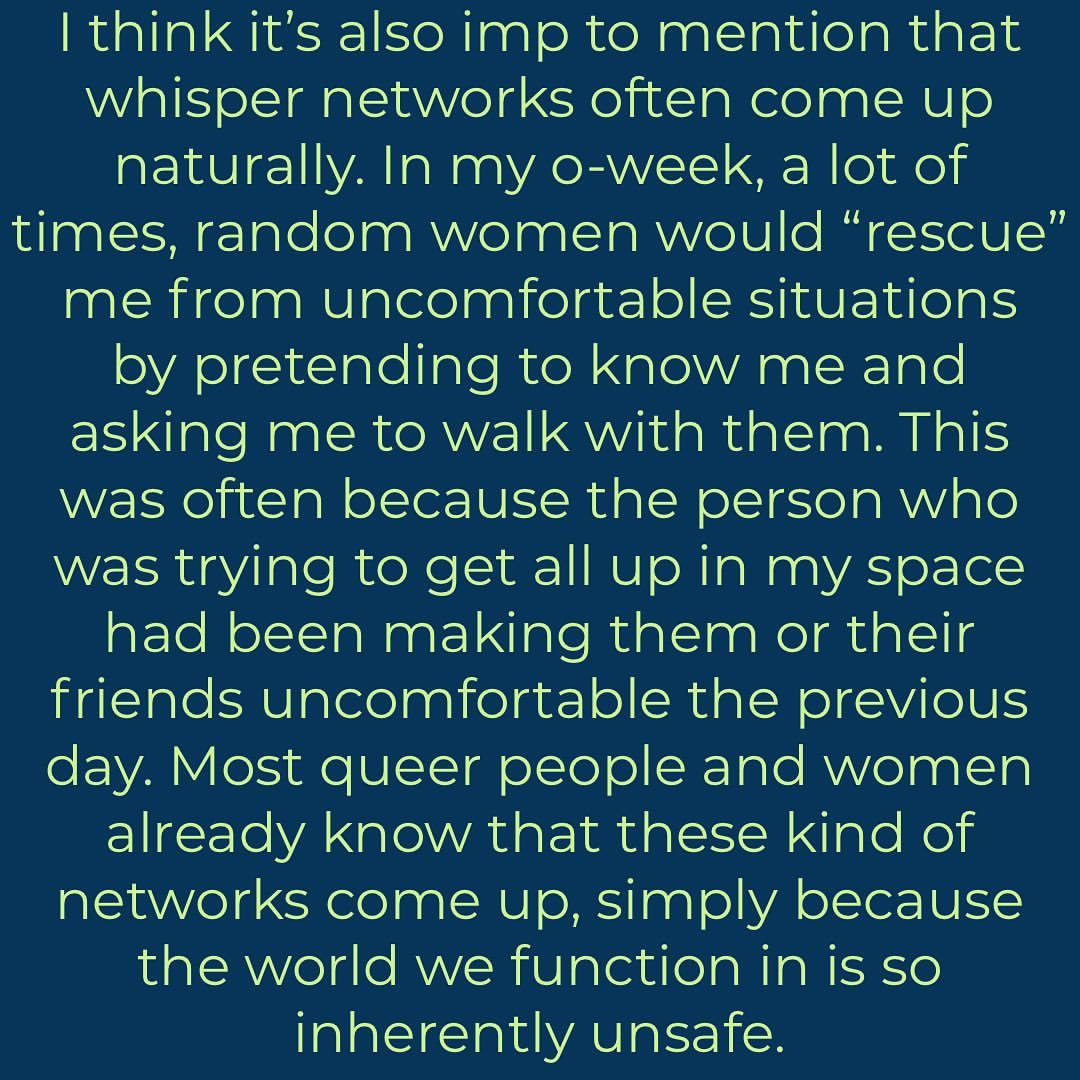 I think it’s also imp to mention that
whisper networks often come up
naturally. In my o-week, a lot of
times, random women would “rescue”
me from uncomfortable situations
by pretending to know me and
asking me to walk with them. This
was often because the person who
was trying to get all up in my space
had been making them or their
friends uncomfortable the previous
day. Most queer people and women
already know that these kind of
networks come up, simply because
the world we function in is so
inherently unsafe.